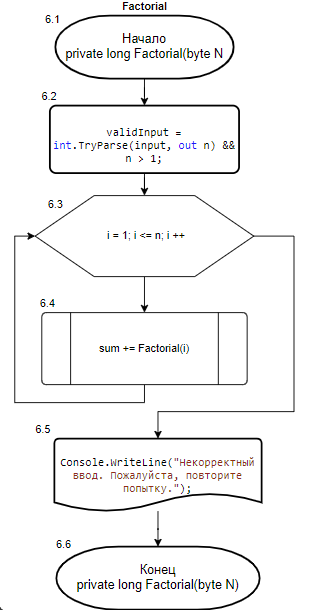 Factorial
6.1
Начало
private long Factorial(byte N
6.2
validInput =
int.TryParse(input, out n) &&
n > 1;
6.3
i = 1; i <= n; i ++
6.4
sum += Factorial(i)
6.5
Console.WriteLine("Некорректный
ввод. Пожалуйста, повторите
попытку.");
6.6
Конец
private long Factorial(byte N)